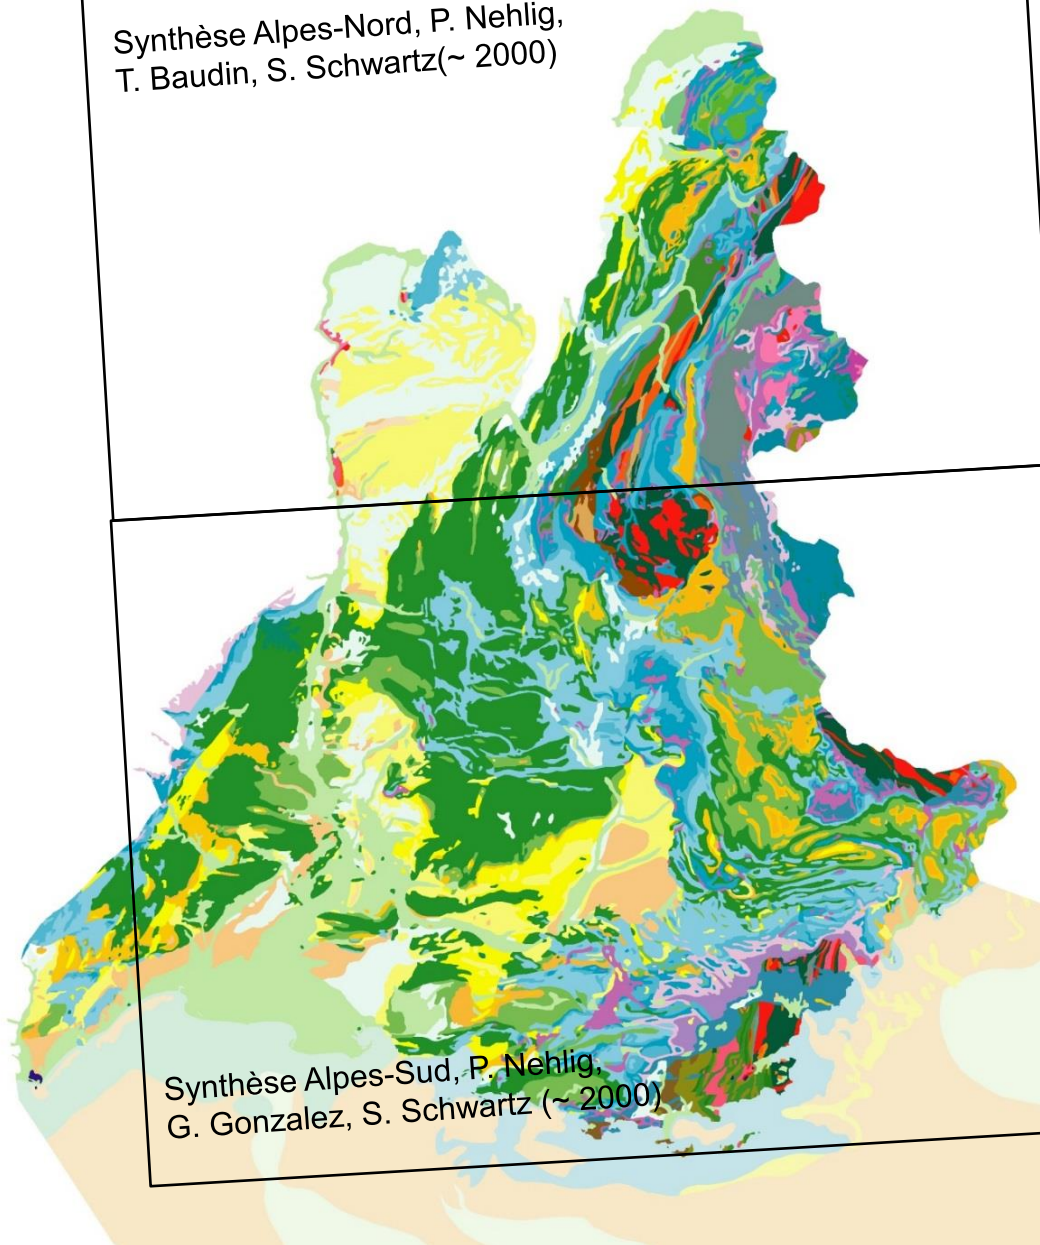 Synthèse Alpes-Nord, P. Nehlig,
T. Baudin, S. Schwartz(~ 2000)
Synthèse Alpes-Sud, P. Nehlig,
G. Gonzalez, S. Schwartz (~ 2000)